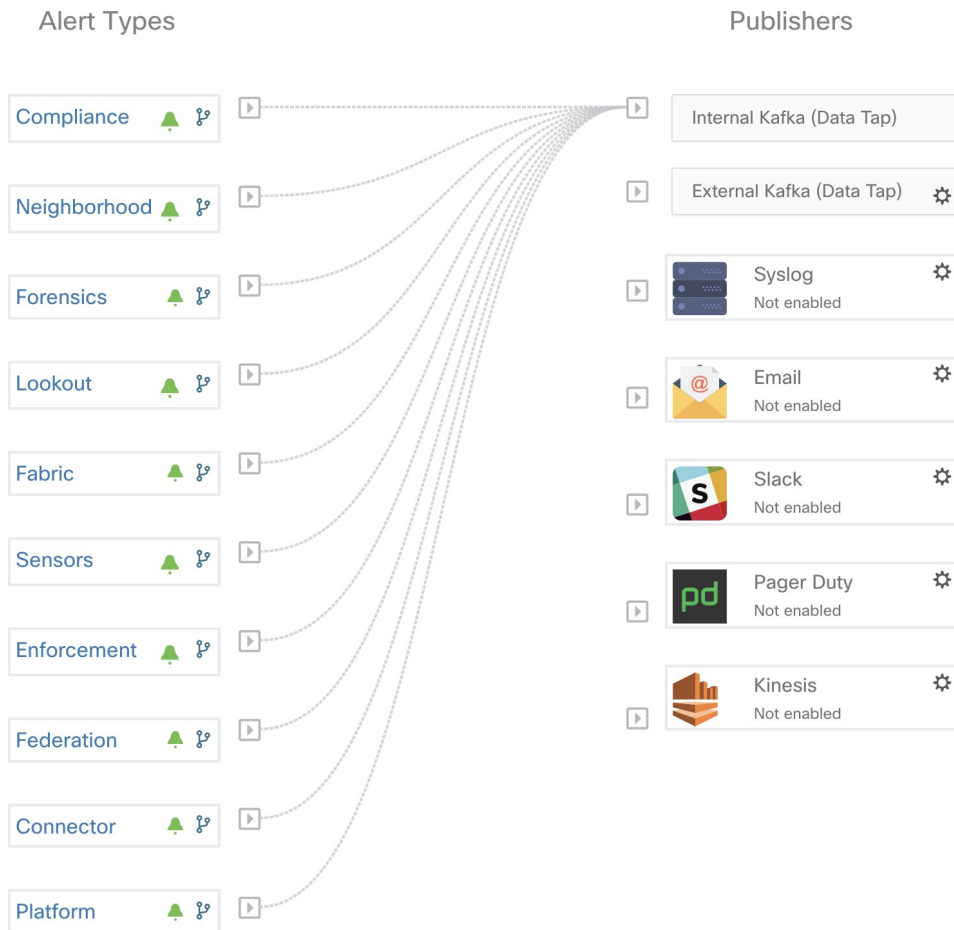 Alert Types
Publishers
Compliance
Neighborhood
Forensics
Lookout
Fabric
Sensors
Enforcement
Federation
Connector
Platform
Internal Kafka (Data Tap)
External Kafka (Data Tap)
Syslog
Not enabled
@
Email
Not enabled
S
Slack
Not enabled
pd
Pager Duty
Not enabled
Kinesis
Not enabled